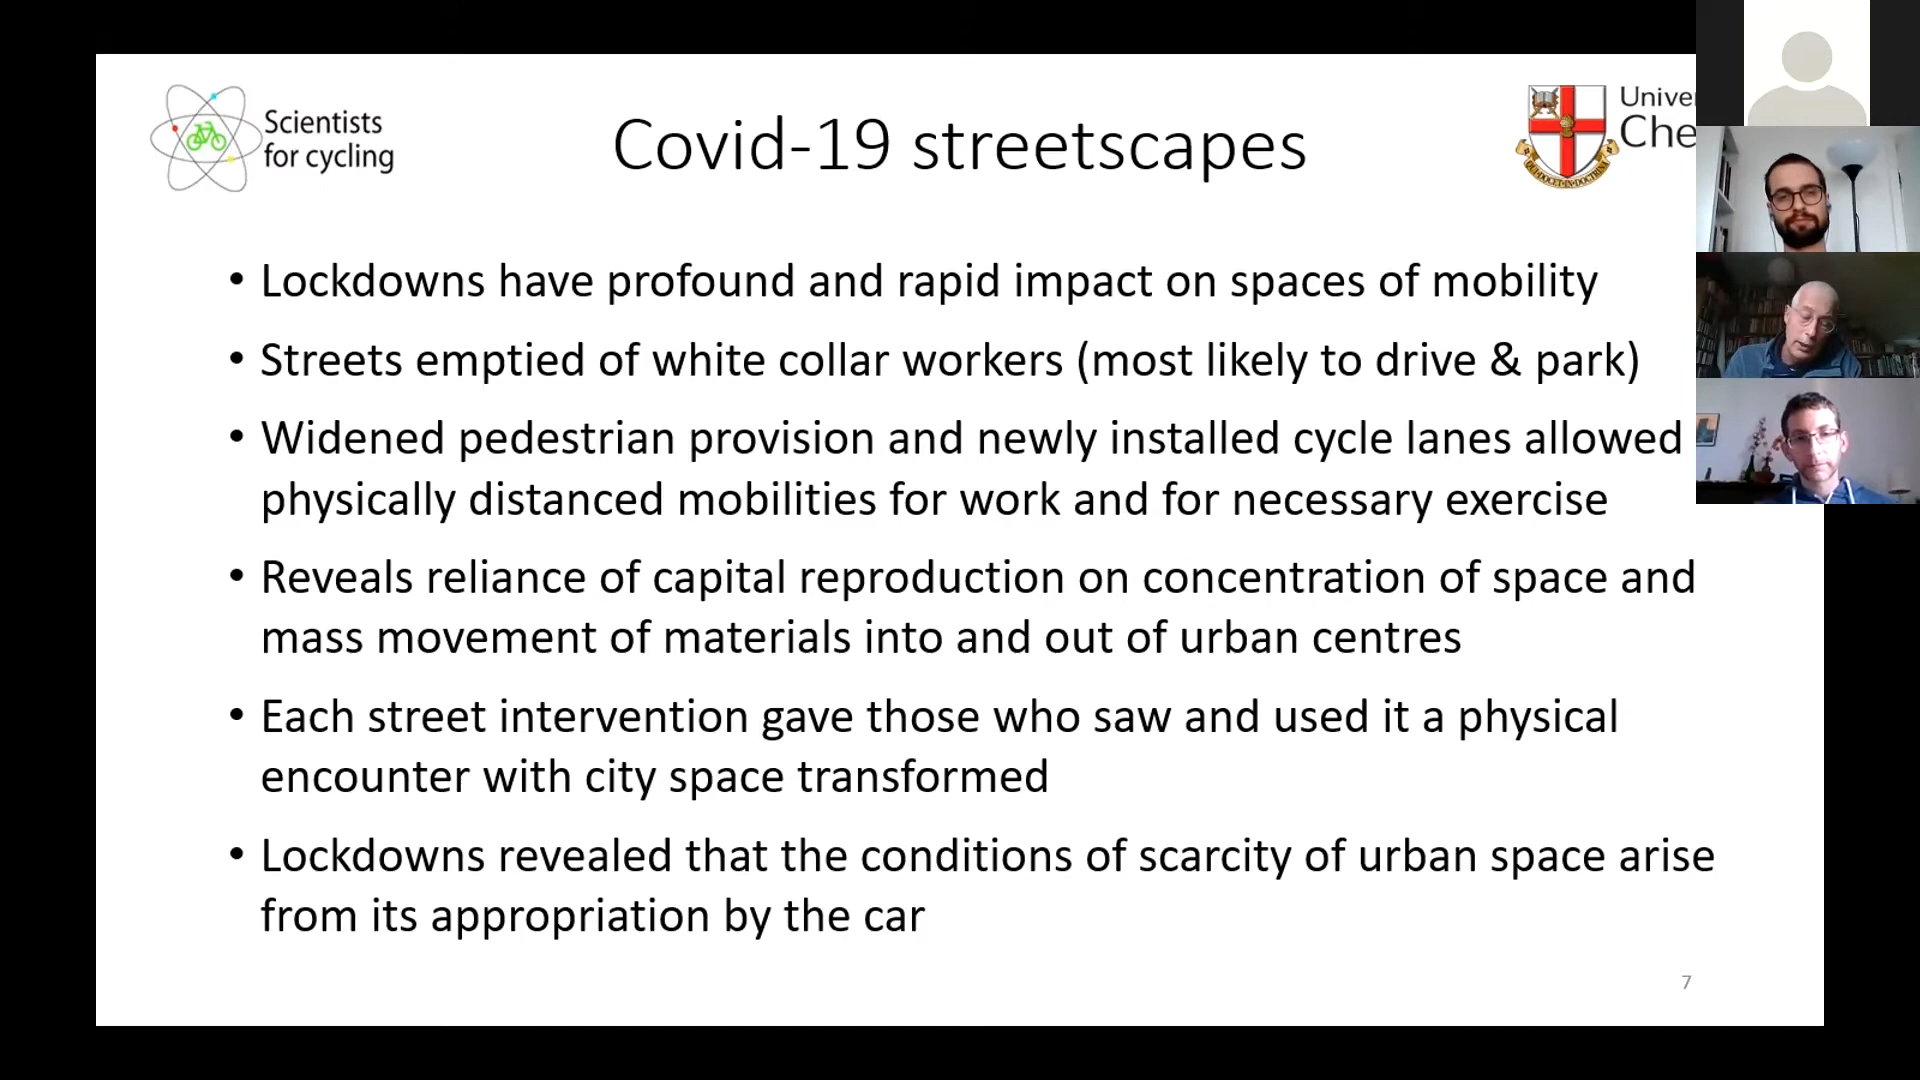 Scientists
for cycling
Covid-19 streetscapes
QUI DOCET IN DOCTRINA
• Lockdowns have profound and rapid impact on spaces of mobility
• Streets emptied of white collar workers (most likely to drive & park)
• Widened pedestrian provision and newly installed cycle lanes allowed
physically distanced mobilities for work and for necessary exercise
• Reveals reliance of capital reproduction on concentration of space and
mass movement of materials into and out of urban centres
• Each street intervention gave those who saw and used it a physical
encounter with city space transformed
• Lockdowns revealed that the conditions of scarcity of urban space arise
from its appropriation by the car
7